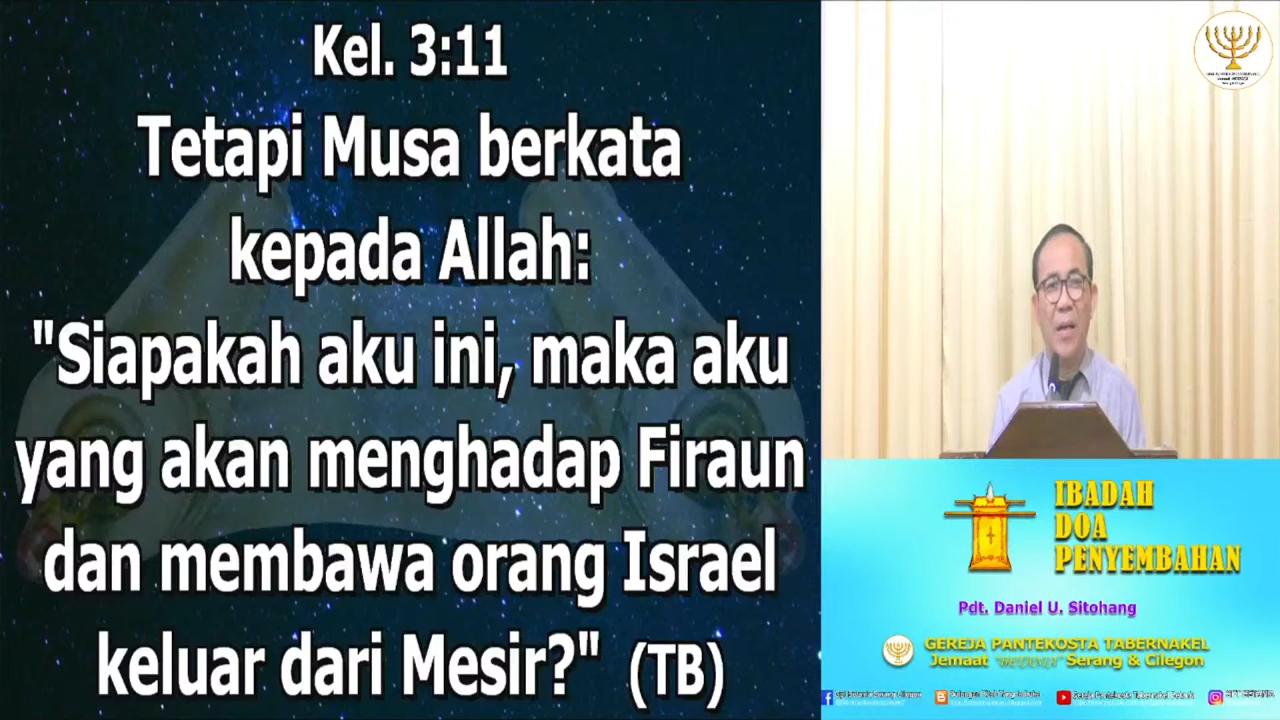 Kel. 3:11
Tetapi Musa berkata
kepada Allah:
"Siapakah aku ini, maka aku
yang akan menghadap Firaun
dan membawa orang Israel
keluar dari Mesir?" (TB)
IBADAH
DOA
PENYEMBAHAN
Pdt. Daniel U. Sitohang
GEREJA PANTEKOSTA TABERNAKEL
Jemaat "BETANIA" Serang & Cilegon